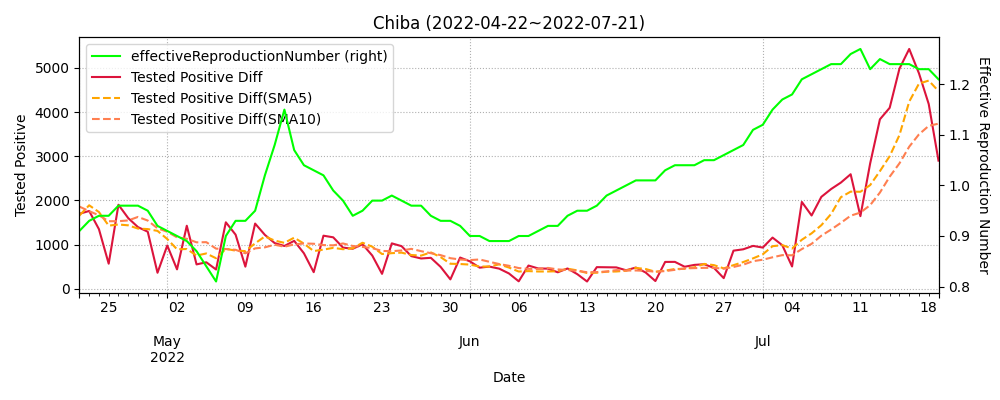 Chiba (2022-04-22~2022-07-21)
effectiveReproductionNumber (right)
Tested Positive Diff
Tested Positive Diff(SMA5)
Tested Positive Diff(SMA10)
Tested Positive
5000
4000
3000
2000
1000
0
Effective Reproduction Number
1.2
1.1
1.0
0.9
0.8
25 02 09 16 23 30 06 13 20 27 04 11 18
May Jun Jul
2022
Date